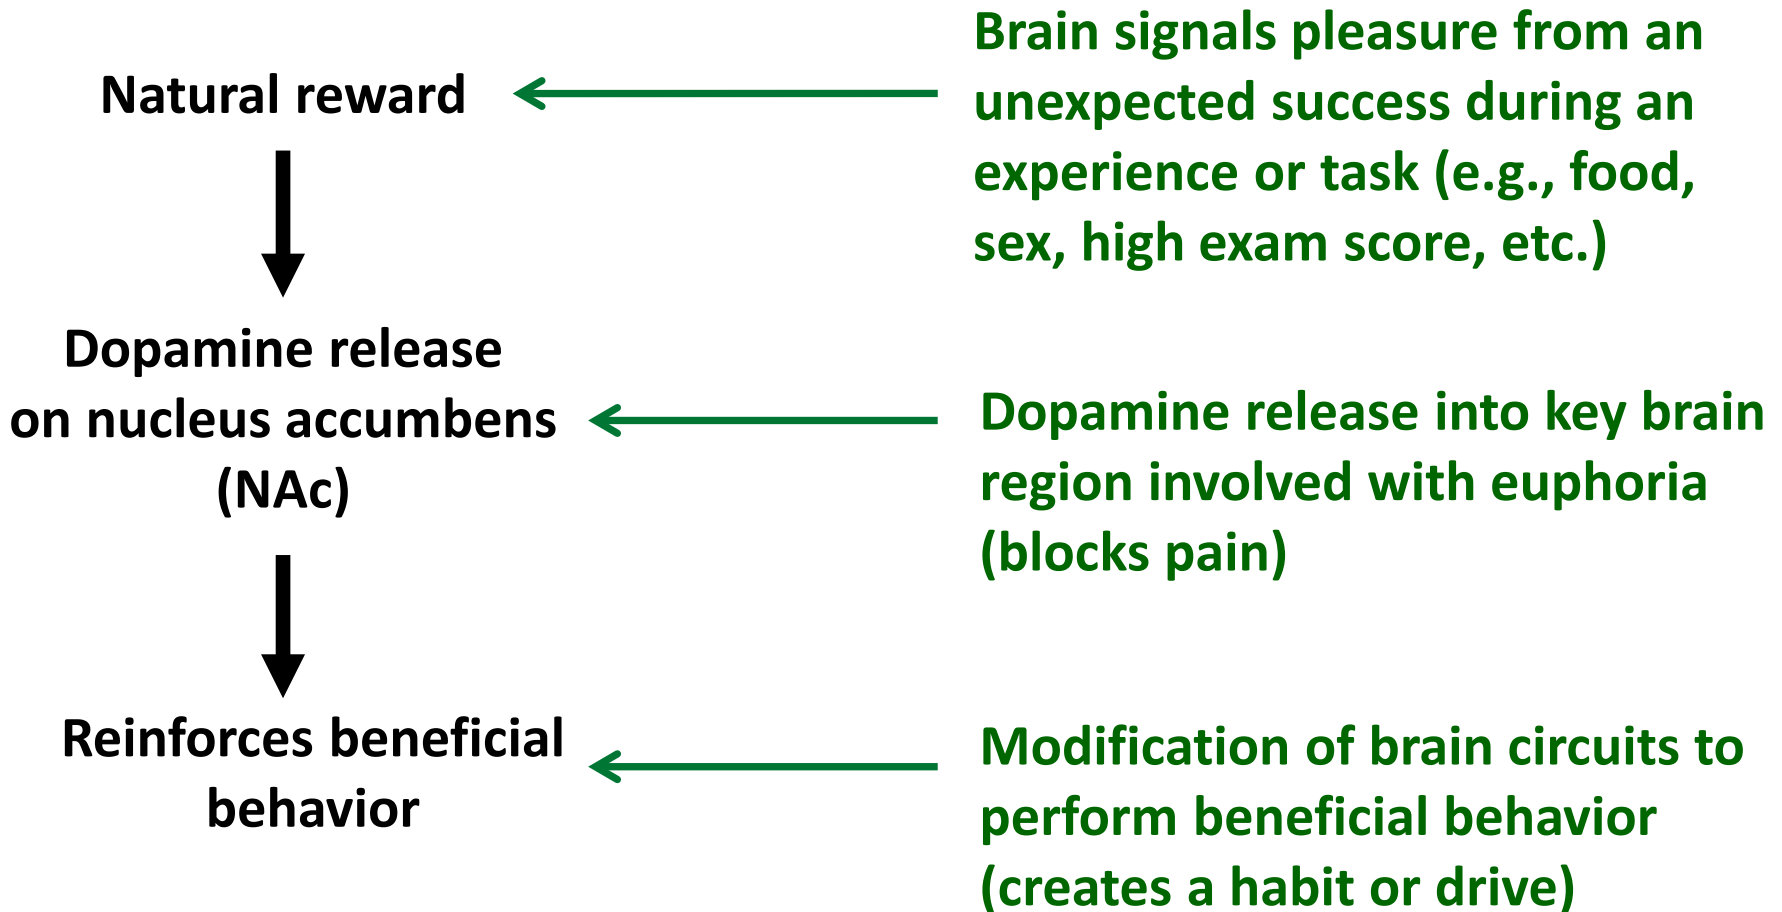 Natural reward
Brain signals pleasure from an
unexpected success during an
experience or task (e.g., food,
sex, high exam score, etc.)
Dopamine release
on nucleus accumbens
(NAc)
Dopamine release into key brain
region involved with euphoria
(blocks pain)
Reinforces beneficial
behavior
Modification of brain circuits to
perform beneficial behavior
(creates a habit or drive)